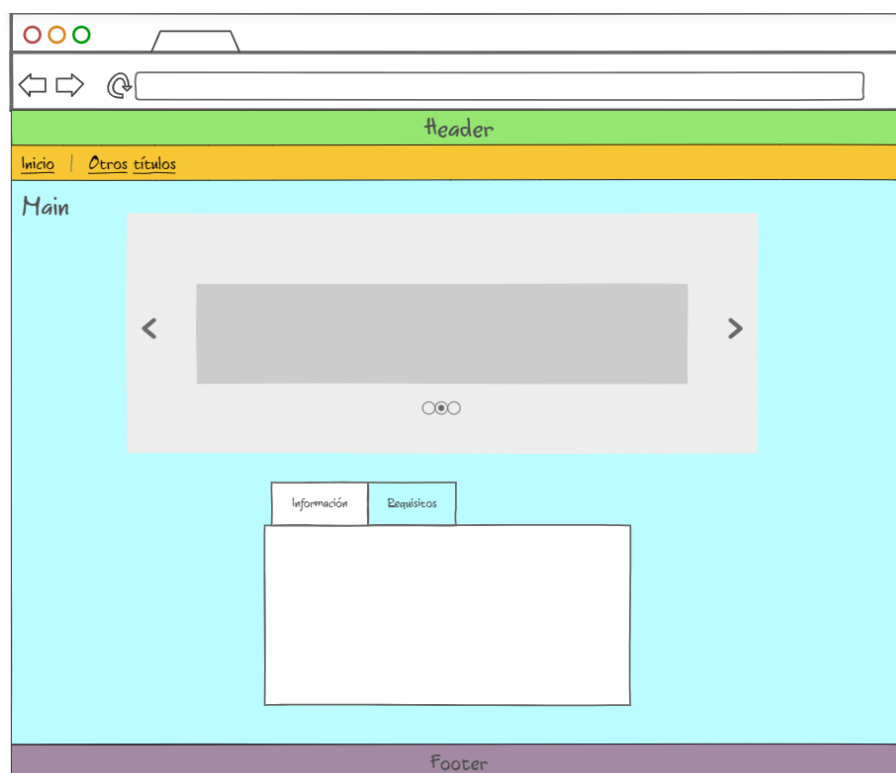 Header
Inicio | Otros títulos
Main
Información Requisitos
Footer